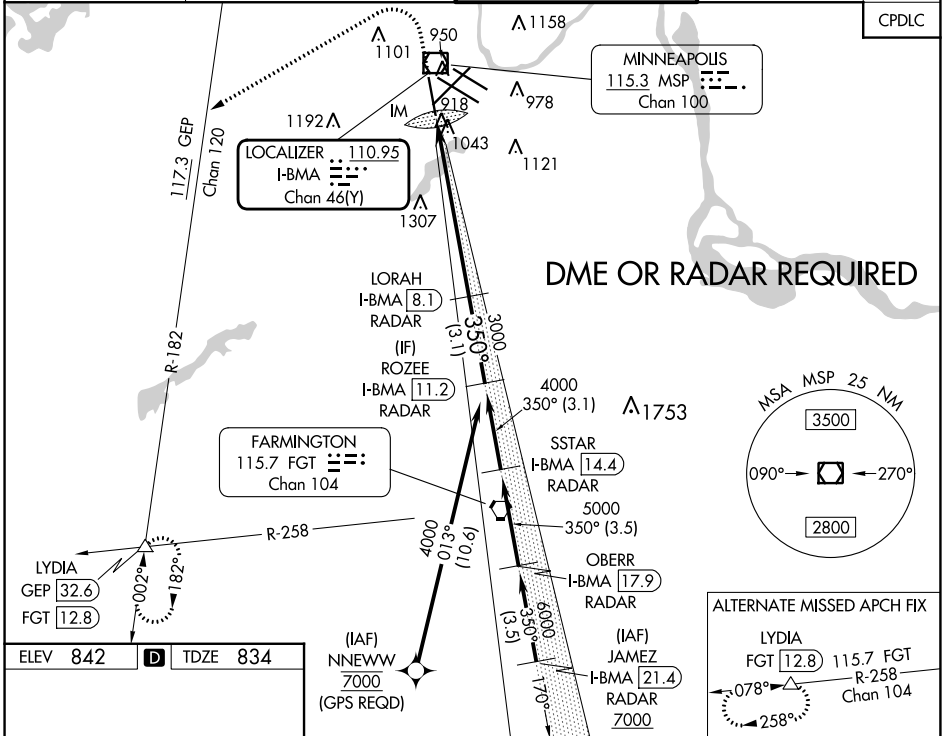 CPDLC
1158
1101
950
MINNEAPOLIS
115.3 MSP
Chan 100
978
918
IM
1192
1043
1121
LOCALIZER 110.95
I-BMA
Chan 46(Y)
117.3 GEP
Chan 120
1307
DME OR RADAR REQUIRED
LORAH
I-BMA 8.1
RADAR
350°
(3.1)
3000
R-182
(IF)
ROZEE
I-BMA 11.2
RADAR
4000
350° (3.1)
1753
MSA MSP 25 NM
3500
090°
270°
2800
FARMINGTON
115.7 FGT
Chan 104
SSTAR
I-BMA 14.4
RADAR
5000
350° (3.5)
R-258
4000
013°
(10.6)
OBERR
I-BMA 17.9
RADAR
LYDIA
GEP 32.6
FGT 12.8
002°
182°
6000
350°
(3.5)
170°
(IAF)
NNEWW
7000
(GPS REQD)
(IAF)
JAMEZ
I-BMA 21.4
RADAR
7000
ALTERNATE MISSED APCH FIX
LYDIA
FGT 12.8 115.7 FGT
R-258
Chan 104
078°
258°
ELEV 842 D TDZE 834